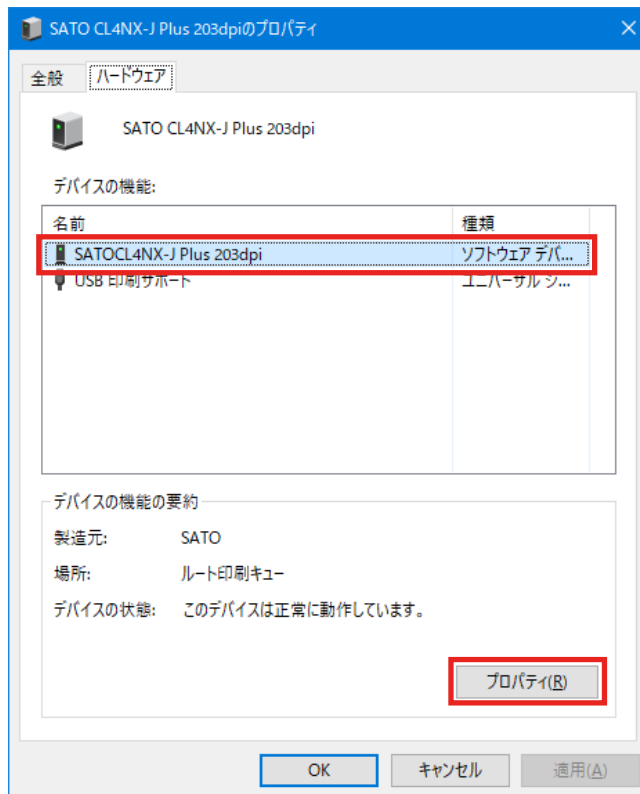 SATO CL4NX-J Plus 203dpiのプロパティ
全般 ハードウェア
SATO CL4NX-J Plus 203dpi
デバイスの機能:
名前 種類
SATOCL4NX-J Plus 203dpi ソフトウェア デバ...
USB 印刷サポート ユニバーサル シ...
デバイスの機能の要約
製造元: SATO
場所: ルート印刷キュー
デバイスの状態: このデバイスは正常に動作しています。
プロパティ(R)
OK キャンセル 適用(A)